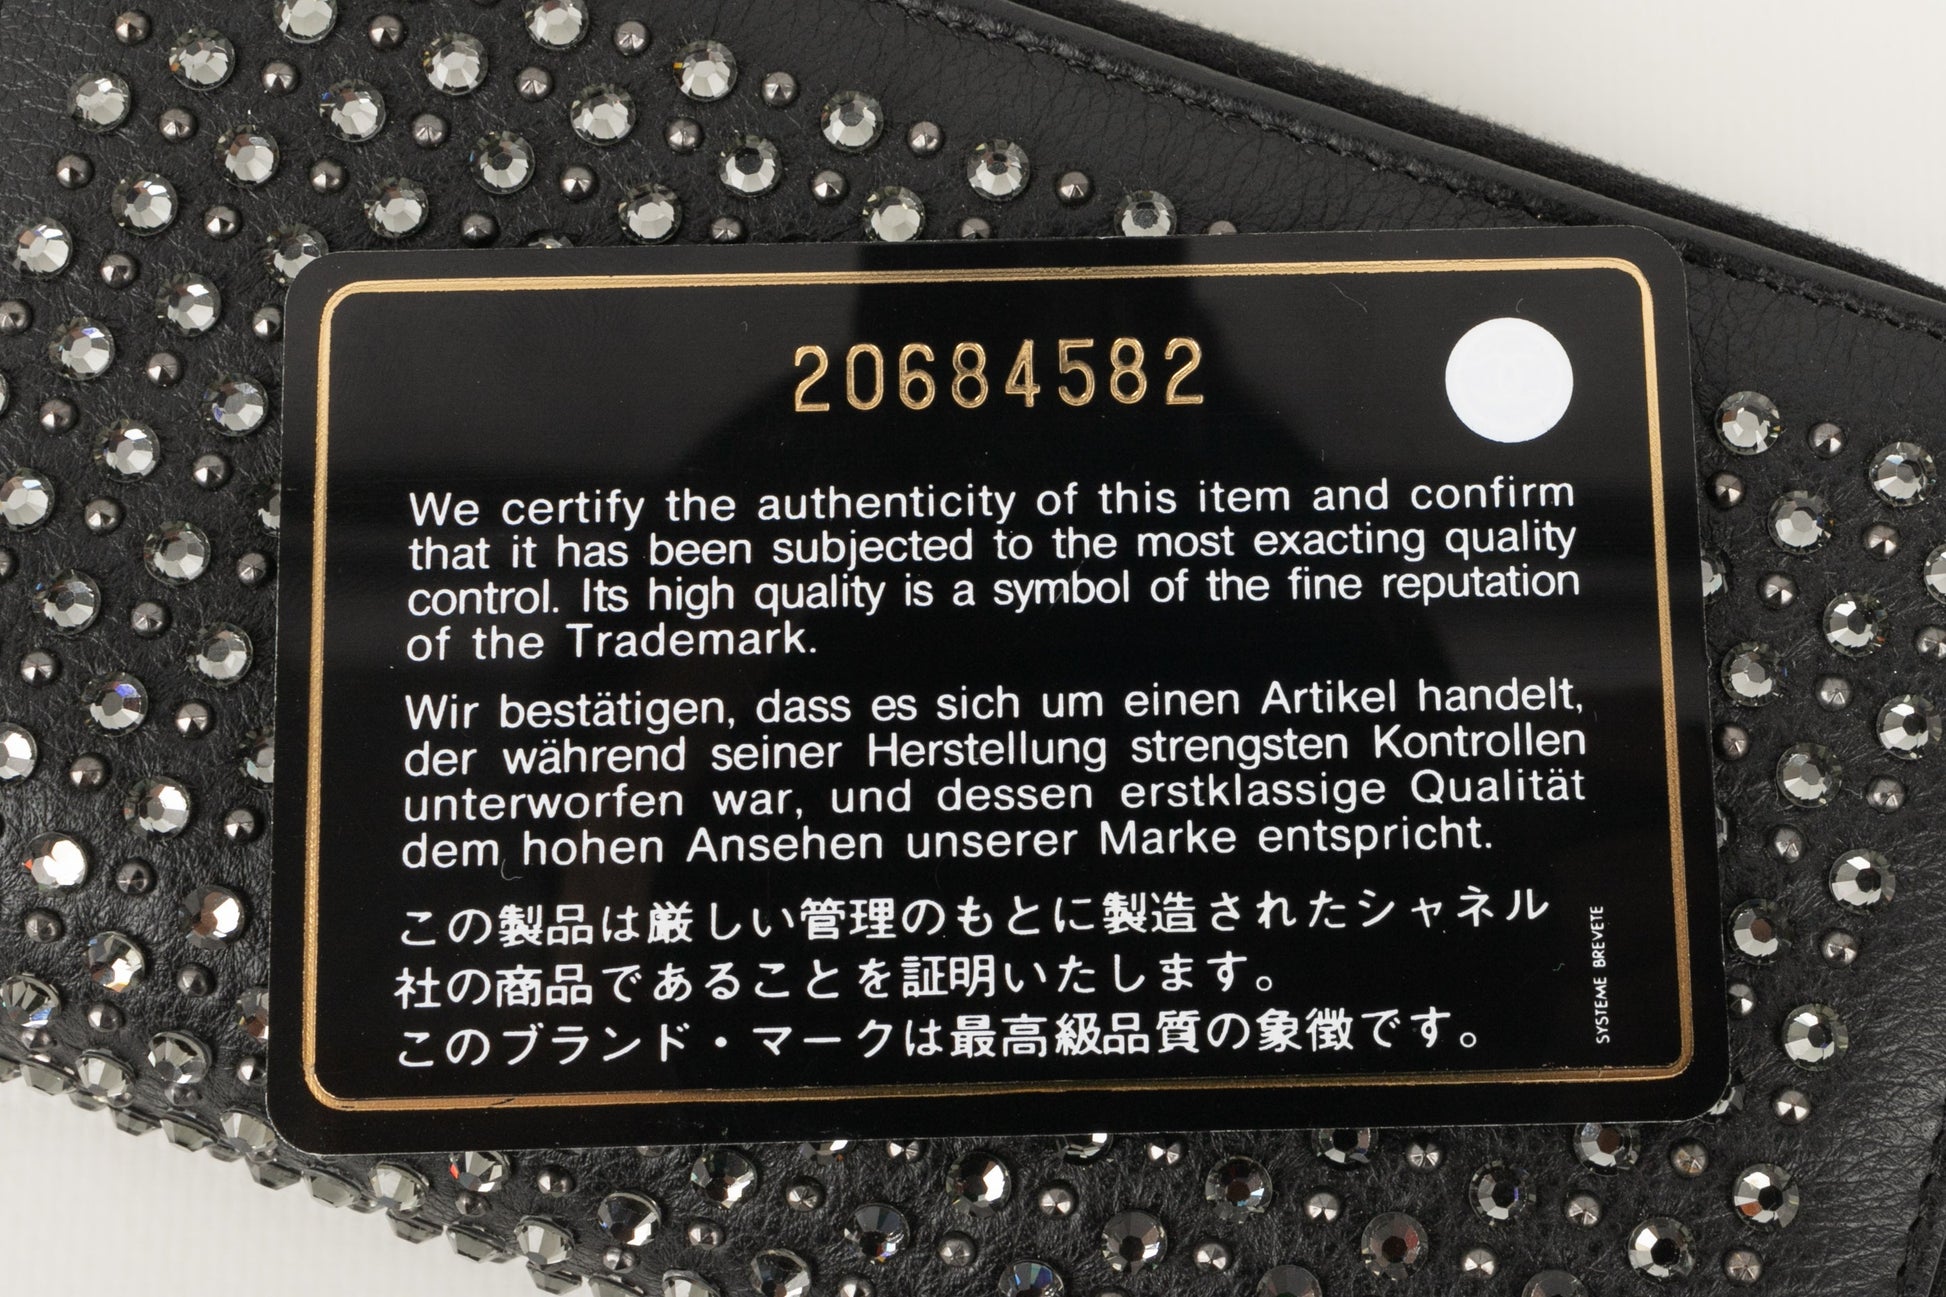 20684582
We certify the authenticity of this item and confirm
that it has been subjected to the most exacting quality
control. Its high quality is a symbol of the fine reputation
of the Trademark.
Wir bestätigen, dass es sich um einen Artikel handelt,
der während seiner Herstellung strengsten Kontrollen
unterworfen war, und dessen erstklassige Qualität
dem hohen Ansehen unserer Marke entspricht.
この製品は厳しい管理のもとに製造されたシャネル
社の商品であることを証明いたします。
このブランド・マークは最高級品質の象徴です。
SYSTEME BREVETE